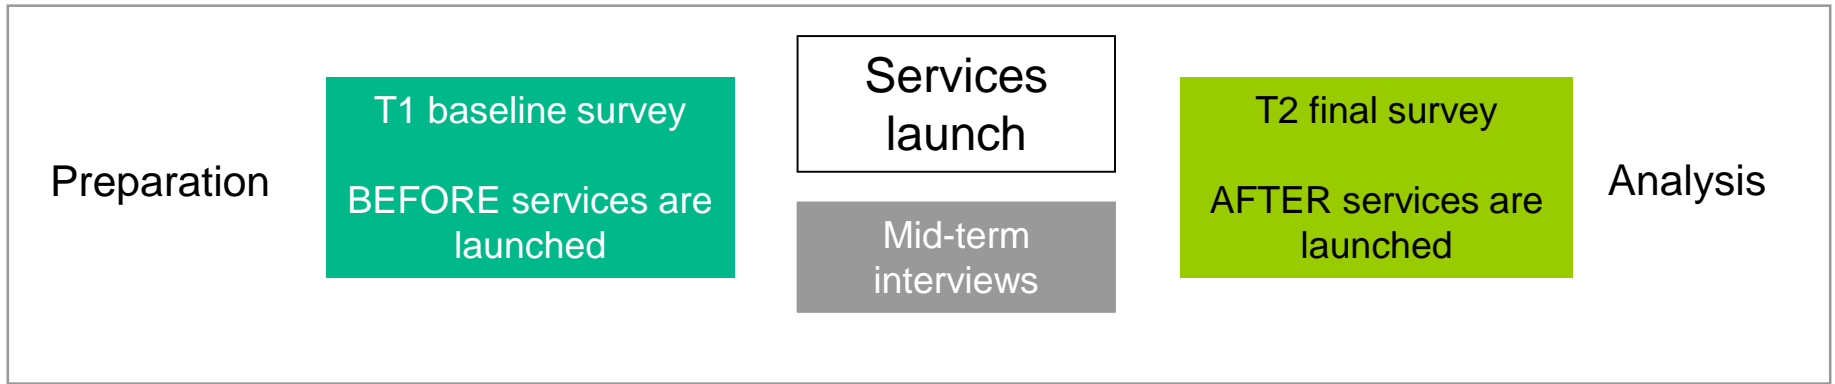 Preparation
T1 baseline survey
BEFORE services are
launched
Services
launch
Mid-term
interviews
T2 final survey
AFTER services are
launched
Analysis